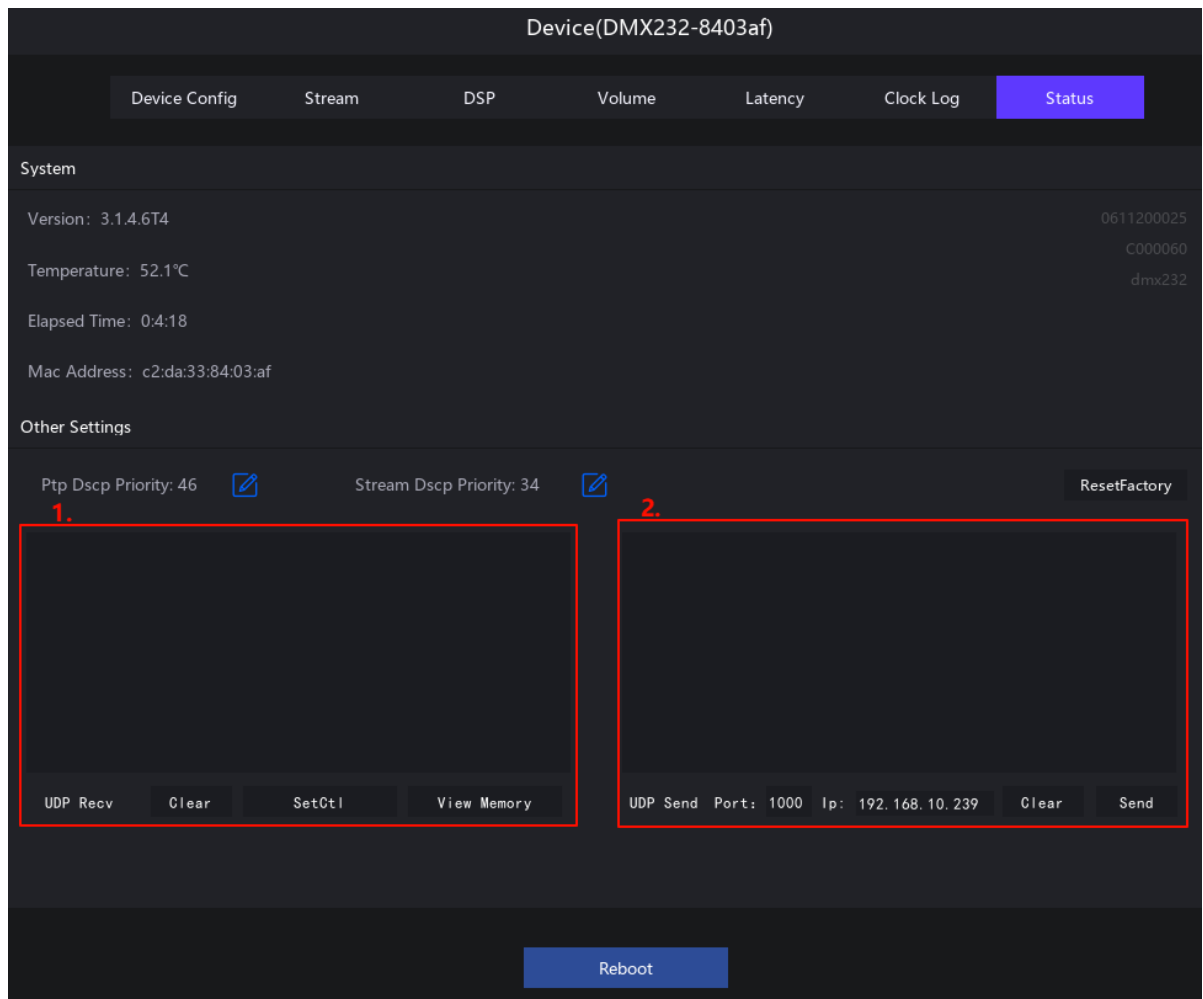 Device(DMX232-8403af)
Device Config Stream DSP Volume Latency Clock Log Status
System
Version: 3.1.4.6T4
0611200025
C000060
Temperature: 52.1℃
dmx232
Elapsed Time: 0:4:18
Mac Address: c2:da:33:84:03:af
Other Settings
Ptp Dscp Priority: 46 Stream Dscp Priority: 34 ResetFactory
1. 2.
UDP Recv Clear SetCtl View Memory UDP Send Port: 1000 Ip: 192.168.10.239 Clear Send
Reboot